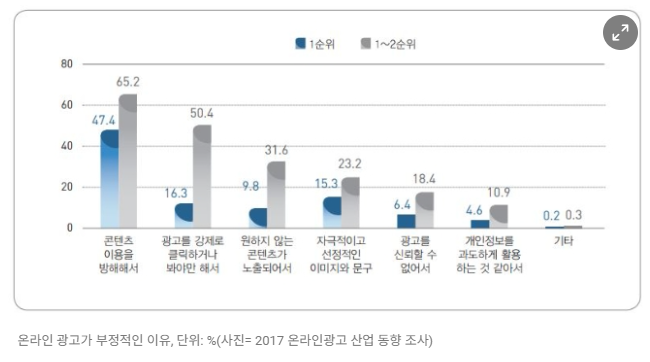 1순위 1~2순위
80
60
40
20
0
47.4 65.2
16.3 50.4
9.8 31.6
15.3 23.2
6.4 18.4
4.6 10.9
0.2 0.3
콘텐츠
이용을
방해해서
광고를 강제로
클릭하거나
봐야만 해서
원하지 않는
콘텐츠가
노출되어서
자극적이고
선정적인
이미지와 문구
광고를
신뢰할 수
없어서
개인정보를
과도하게 활용
하는 것 같아서
기타
온라인 광고가 부정적인 이유, 단위: %(사진= 2017 온라인광고 산업 동향 조사)